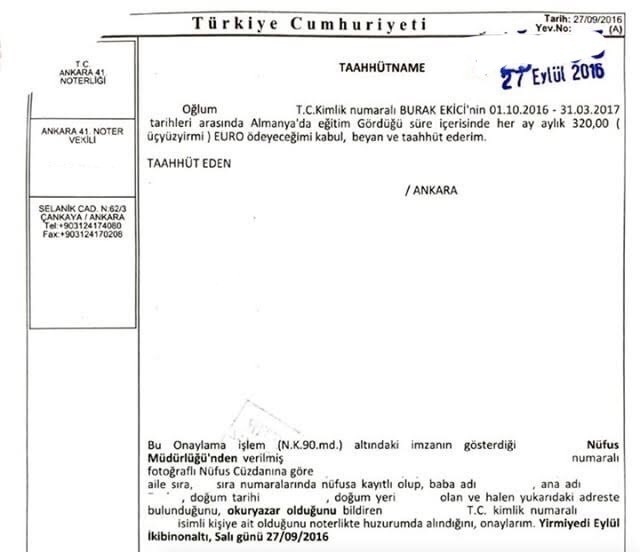 Türkiye Cumhuriyeti
Tarih: 27/09/2016
Yev.No: (A)
T.C.
ANKARA 41.
NOTERLİĞİ
ANKARA 41. NOTER
VEKİLİ
SELANİK CAD. N:62/3
ÇANKAYA / ANKARA
Tel:+903124174080
Fax:+903124170206
TAAHHÜTNAME
27 Eylül 2016
Oğlum T.C.Kimlik numaralı BURAK EKİCİ'nin 01.10.2016 - 31.03.2017
tarihleri arasında Almanya'da eğitim Gördüğü süre içerisinde her ay aylık 320,00 (
üçyüzyirmi ) EURO ödeyeceğimi kabul, beyan ve taahhüt ederim.
TAAHHÜT EDEN
/ ANKARA
Bu Onaylama işlem (N.K.90.md.) altındaki imzanın gösterdiği Nüfus
Müdürlüğü'nden verilmiş numaralı
fotoğraflı Nüfus Cüzdanına göre
aile sıra, sıra numaralarında nüfusa kayıtlı olup, baba adı , ana adı
, doğum tarihi , doğum yeri olan ve halen yukarıdaki adreste
bulunduğunu, okuryazar olduğunu bildiren T.C. kimlik numaralı
isimli kişiye ait olduğunu noterlikte huzurumda alındığını, onaylarım. Yirmiyedi Eylül
İkibinonaltı, Salı günü 27/09/2016